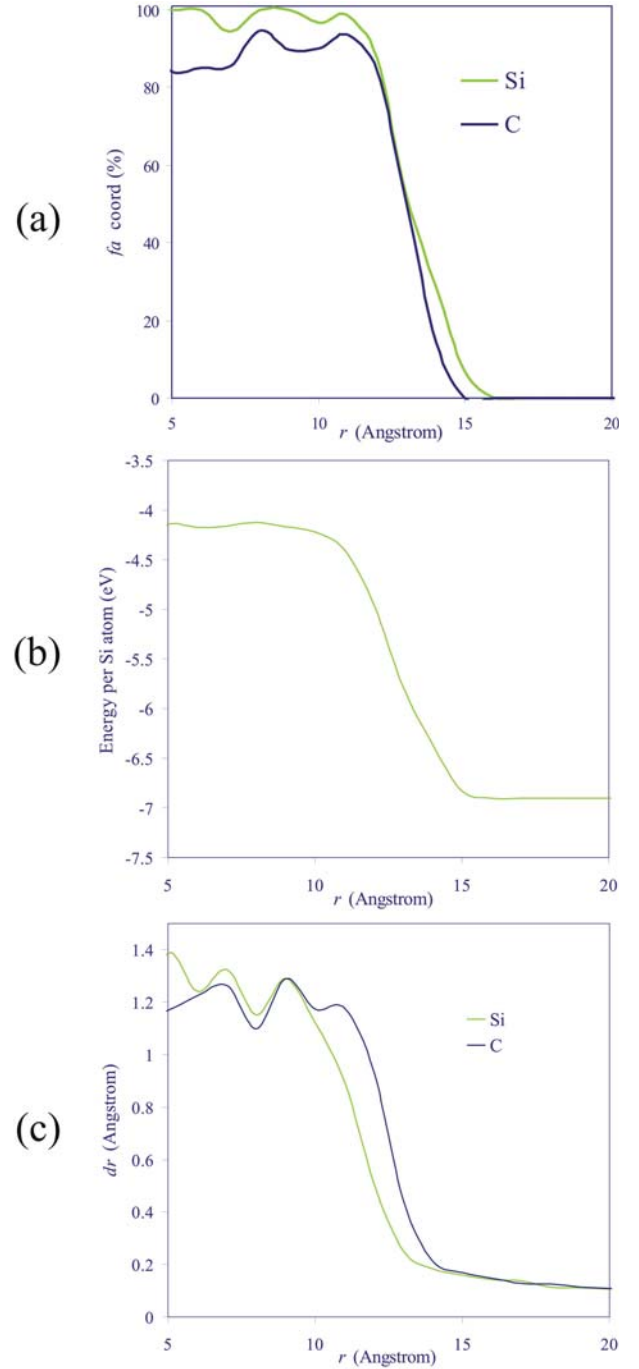 (a)
fa coord (%)
100
80
60
40
20
0
5
10
15
20
r (Angstrom)
Si
C
(b)
Energy per Si atom (eV)
-3.5
-4
-4.5
-5
-5.5
-6
-6.5
-7
-7.5
5
10
15
20
r (Angstrom)
(c)
dr (Angstrom)
1.4
1.2
1
0.8
0.6
0.4
0.2
0
5
10
15
20
r (Angstrom)
Si
C